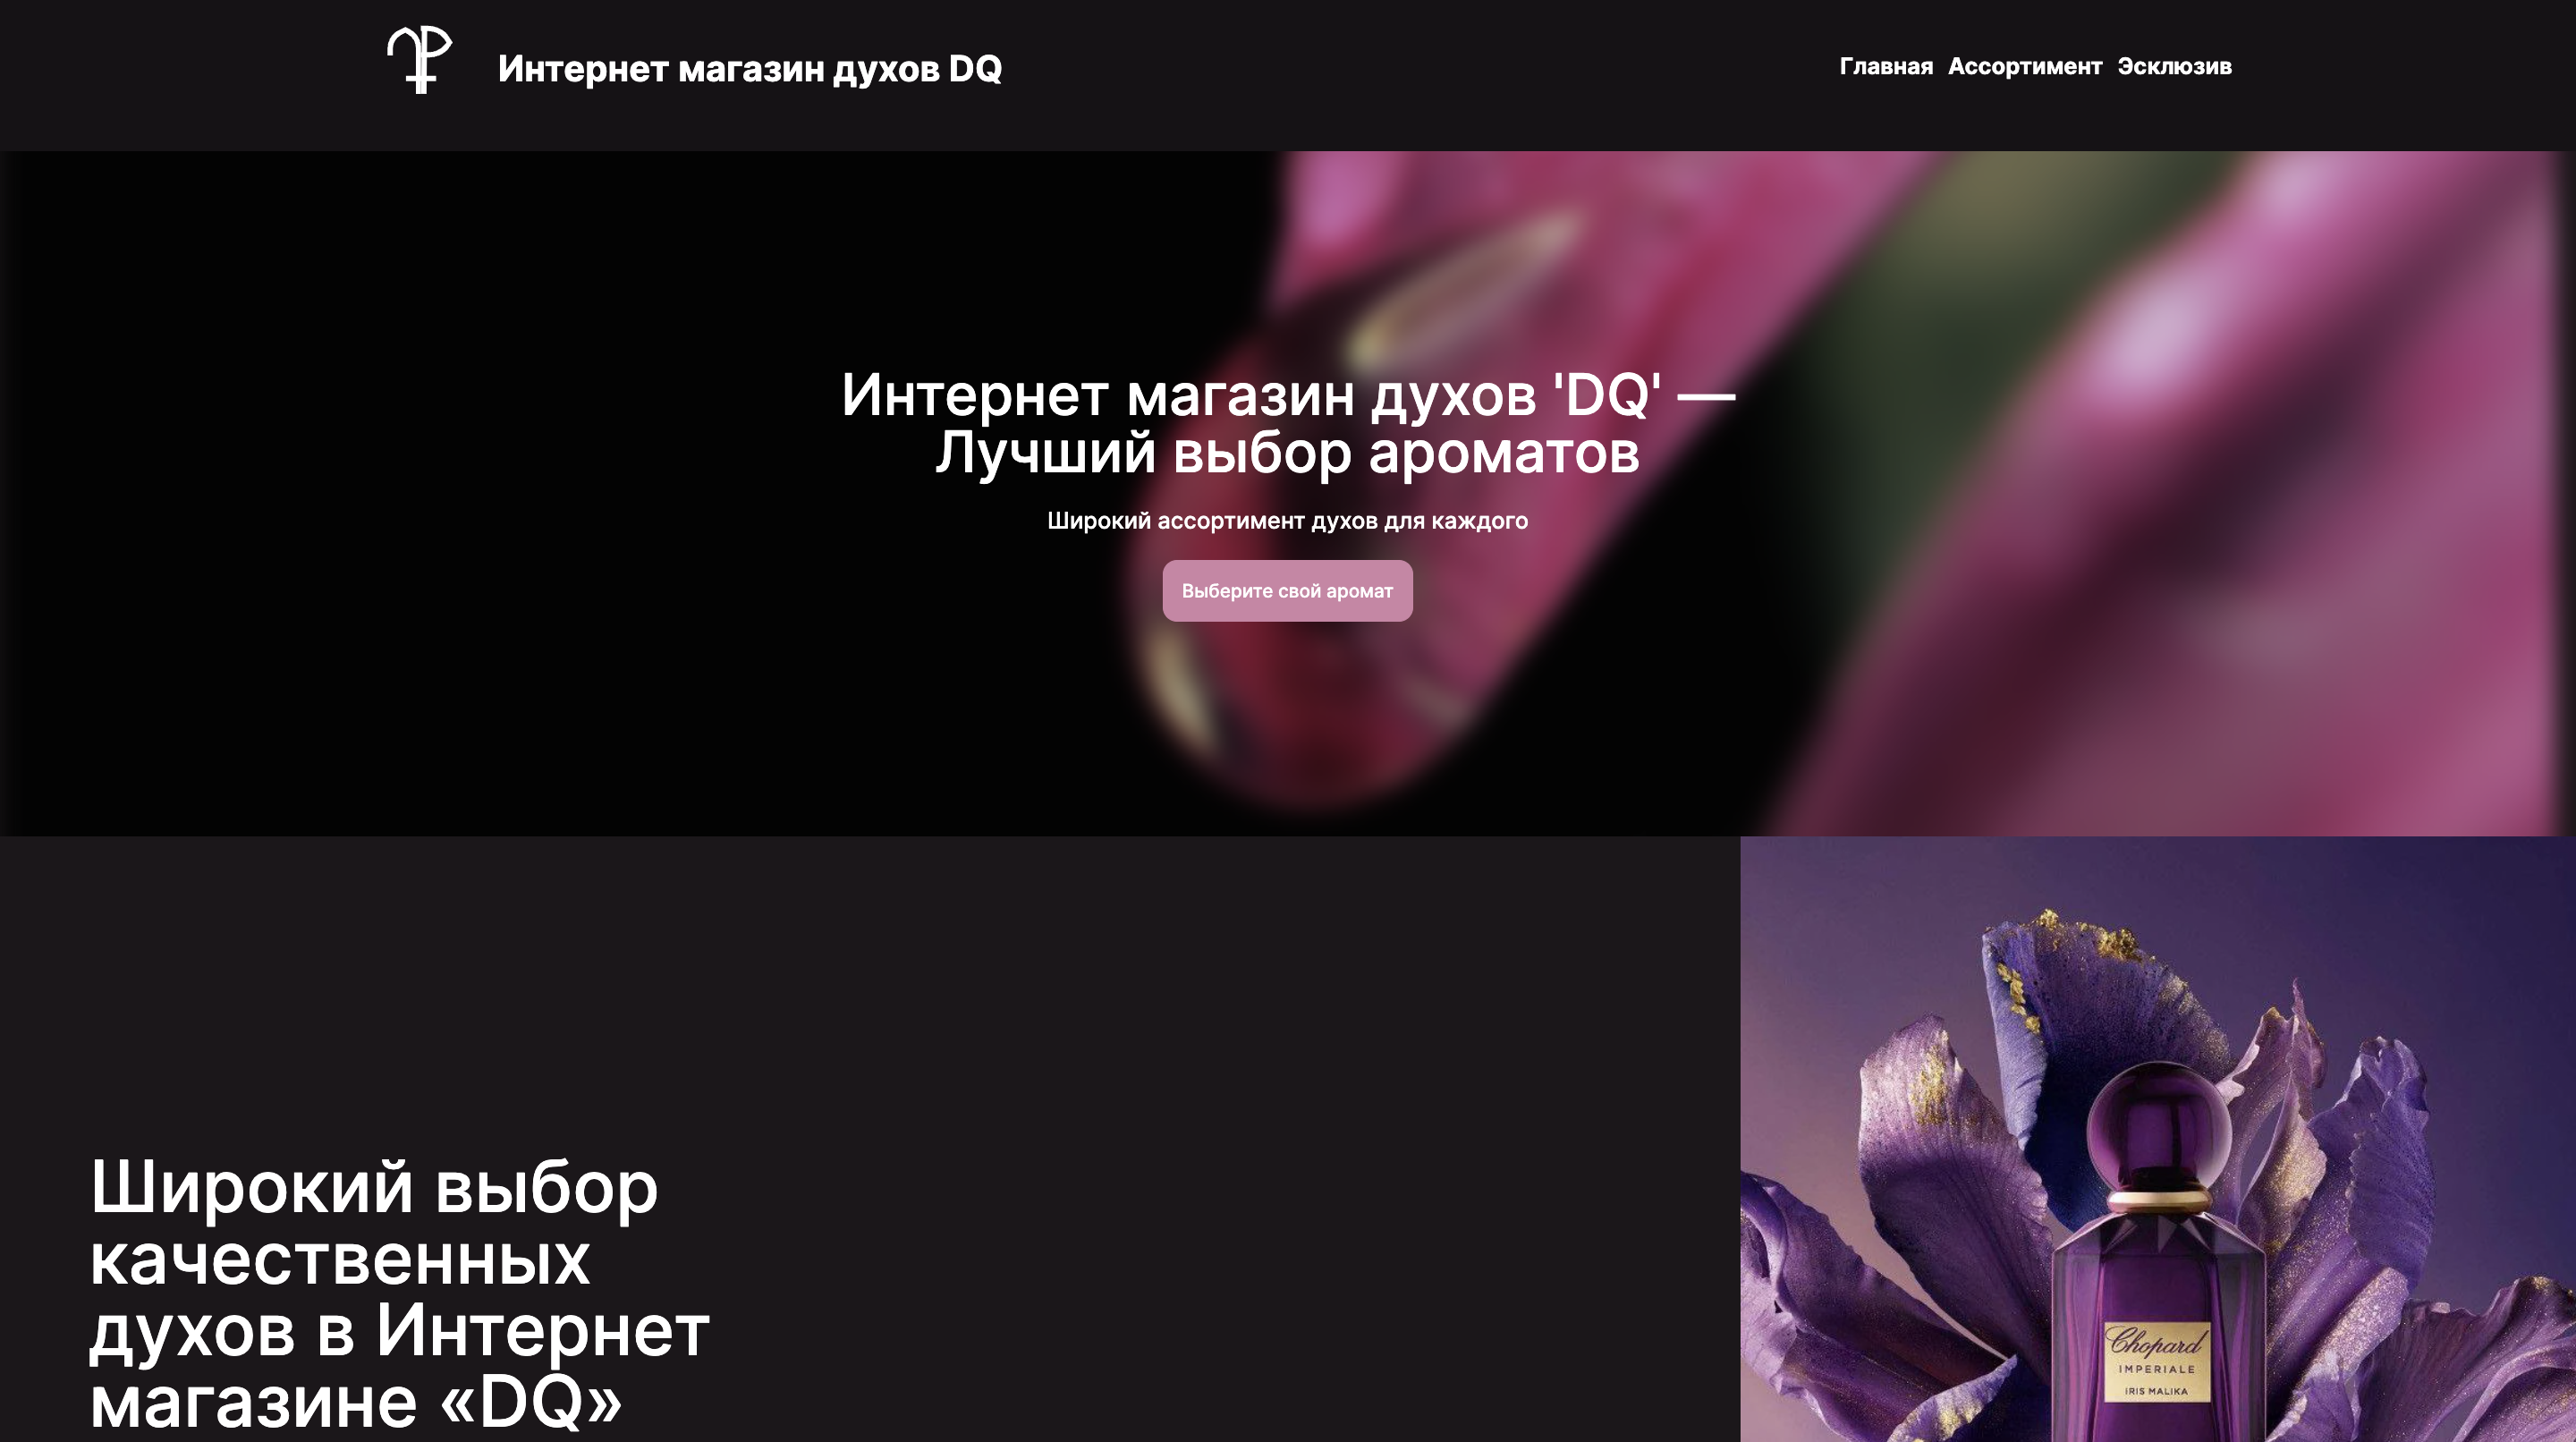 Интернет магазин духов DQ
Главная Ассортимент Эсклюзив
Интернет магазин духов 'DQ' —
Лучший выбор ароматов
Широкий ассортимент духов для каждого
Выберите свой аромат
Широкий выбор
качественных
духов в Интернет
магазине «DQ»
Chopard
IMPERIALE
IRIS MALIKA